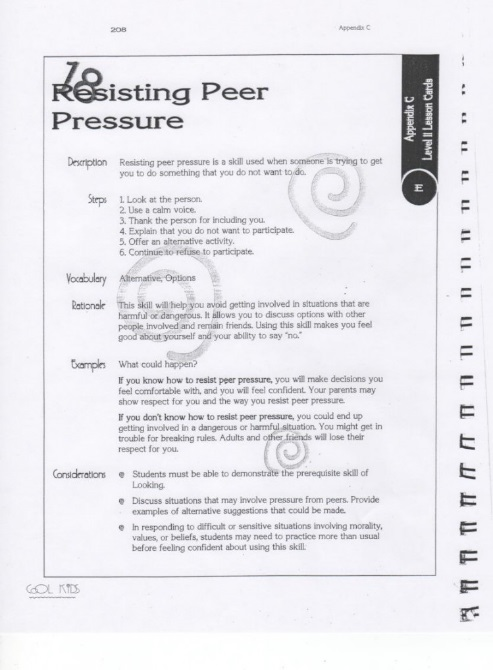 208
Appendix C
18
Resisting Peer
Pressure
Appendix C
Level II Lesson Cards
E
Description Resisting peer pressure is a skill used when someone is trying to get
you to do something that you do not want to do.
Steps 1. Look at the person.
2. Use a calm voice.
3. Thank the person for including you.
4. Explain that you do not want to participate.
5. Offer an alternative activity.
6. Continue to refuse to participate.
Vocabulary Alternative, Options
Rationale This skill will help you avoid getting involved in situations that are
harmful or dangerous. It allows you to discuss options with other
people involved and remain friends. Using this skill makes you feel
good about yourself and your ability to say "no."
Examples What could happen?
If you know how to resist peer pressure, you will make decisions you
feel comfortable with, and you will feel confident. Your parents may
show respect for you and the way you resist peer pressure.
If you don't know how to resist peer pressure, you could end up
getting involved in a dangerous or harmful situation. You might get in
trouble for breaking rules. Adults and other friends will lose their
respect for you.
Considerations Students must be able to demonstrate the prerequisite skill of
Looking.
Discuss situations that may involve pressure from peers. Provide
examples of alternative suggestions that could be made.
In responding to difficult or sensitive situations involving morality,
values, or beliefs, students may need to practice more than usual
before feeling confident about using this skill.
KIDS